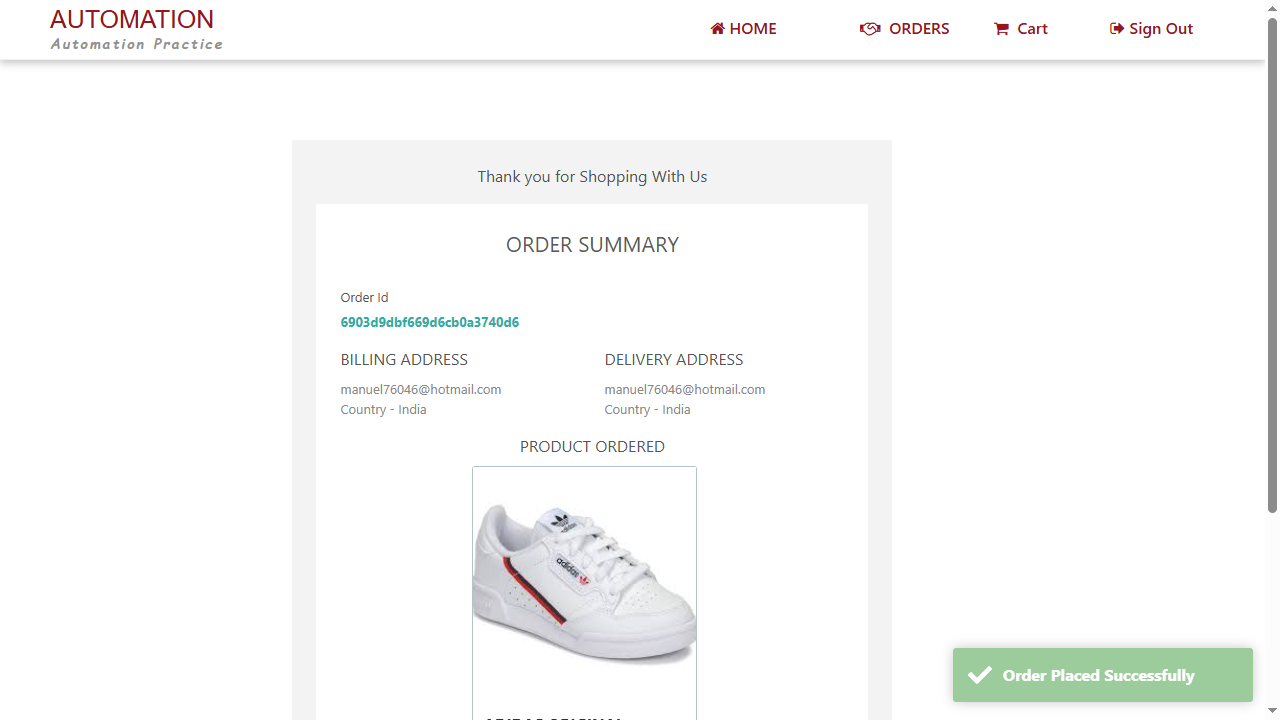 AUTOMATION
Automation Practice
HOME
ORDERS
Cart
Sign Out
Thank you for Shopping With Us
ORDER SUMMARY
Order Id
6903d9dbf669d6cb0a3740d6
BILLING ADDRESS
DELIVERY ADDRESS
manuel76046@hotmail.com
manuel76046@hotmail.com
Country - India
Country - India
PRODUCT ORDERED
adidas
adidas
Order Placed Successfully